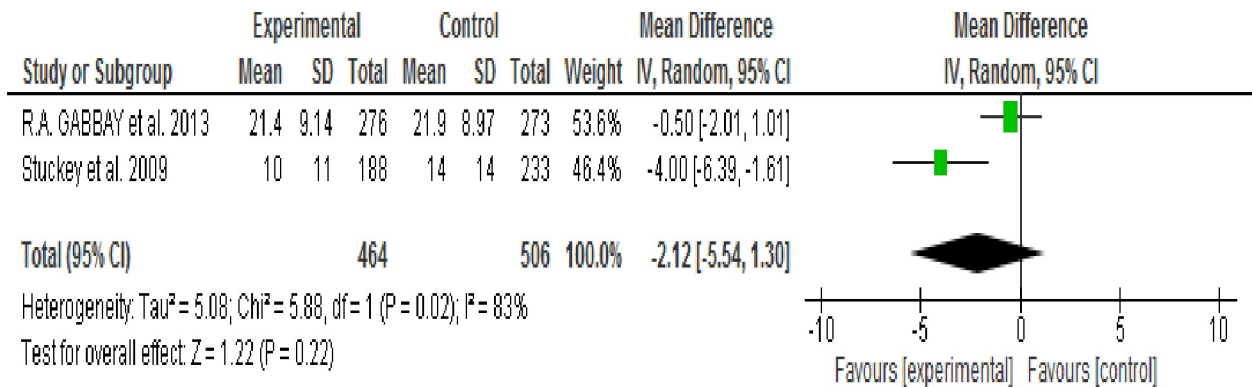 Experimental Control Mean Difference Mean Difference
Study or Subgroup Mean SD Total Mean SD Total Weight IV, Random, 95% CI IV, Random, 95% CI
R.A. GABBAY et al. 2013 21.4 9.14 276 21.9 8.97 273 53.6% -0.50 [-2.01, 1.01]
Stuckey et al. 2009 10 11 188 14 14 233 46.4% -4.00 [-6.39, -1.61]
Total (95% CI) 464 506 100.0% -2.12 [-5.54, 1.30]
Heterogeneity: Tau² = 5.08; Chi² = 5.88, df = 1 (P = 0.02); I² = 83%
Test for overall effect: Z = 1.22 (P = 0.22)
-10 -5 0 5 10
Favours [experimental] Favours [control]